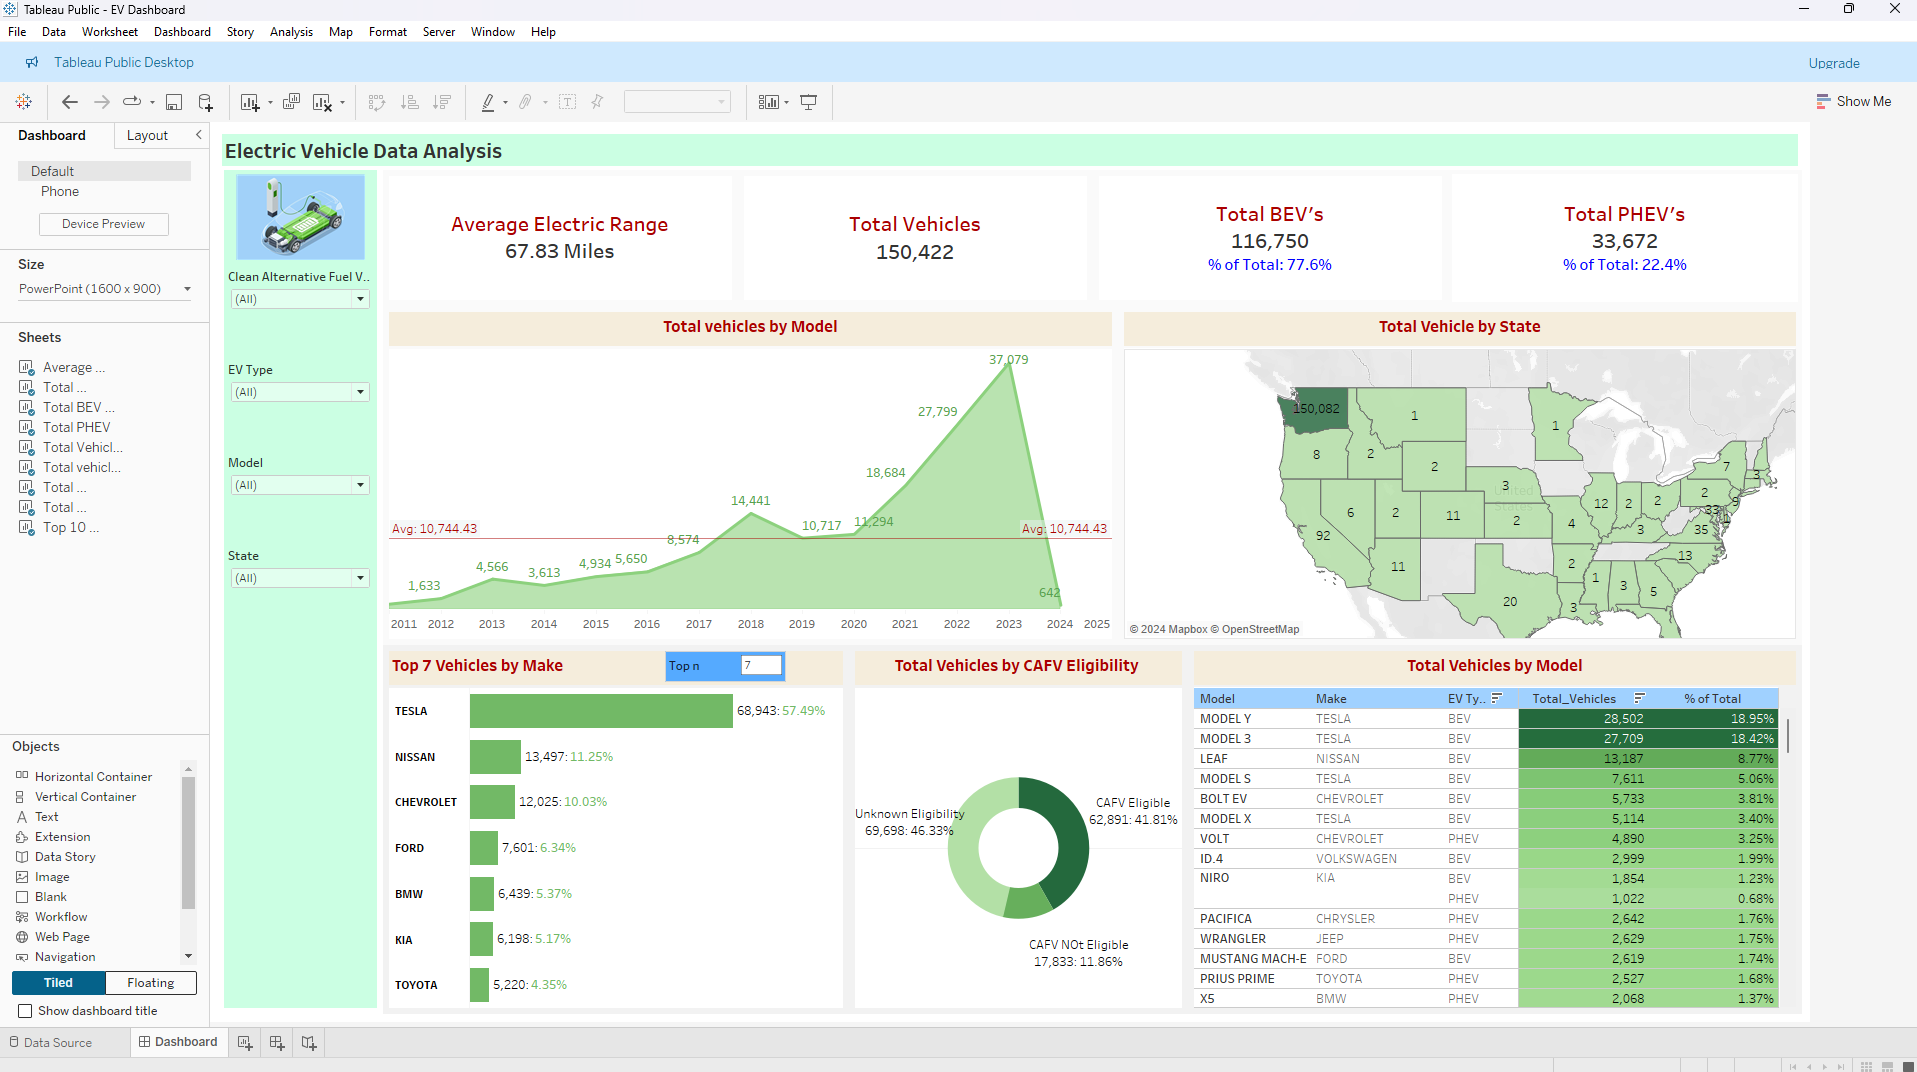 Tableau Public - EV Dashboard
File Data Worksheet Dashboard Story Analysis Map Format Server Window Help
Tableau Public Desktop
Upgrade
Show Me
Dashboard Layout
Default
Phone
Device Preview
Size
PowerPoint (1600 x 900)
Sheets
Average ...
Total ...
Total BEV ...
Total PHEV
Total Vehicl...
Total vehicl...
Total ...
Total ...
Top 10 ...
Objects
Horizontal Container
Vertical Container
Text
Extension
Data Story
Image
Blank
Workflow
Web Page
Navigation
Tiled Floating
Show dashboard title
Electric Vehicle Data Analysis
Clean Alternative Fuel V..
(All)
EV Type
(All)
Model
(All)
State
(All)
Average Electric Range
67.83 Miles
Total Vehicles
150,422
Total BEV's
116,750
% of Total: 77.6%
Total PHEV's
33,672
% of Total: 22.4%
Total vehicles by Model
37,079
27,799
18,684
14,441
Avg: 10,744.43
10,717
11,294
Avg: 10,744.43
8,574
4,934
5,650
4,566
3,613
1,633
642
2011 2012 2013 2014 2015 2016 2017 2018 2019 2020 2021 2022 2023 2024 2025
Total Vehicle by State
150,082
1
1
8
2
2
7
3
3
United
States
12
2
2
2
9
33
1
6
2
11
2
4
3
35
92
11
2
13
1
3
5
20
3
© 2024 Mapbox © OpenStreetMap
Top 7 Vehicles by Make
Top n 7
TESLA 68,943: 57.49%
NISSAN 13,497: 11.25%
CHEVROLET 12,025: 10.03%
FORD 7,601: 6.34%
BMW 6,439: 5.37%
KIA 6,198: 5.17%
TOYOTA 5,220: 4.35%
Total Vehicles by CAFV Eligibility
Unknown Eligibility
69,698: 46.33%
CAFV Eligible
62,891: 41.81%
CAFV NOt Eligible
17,833: 11.86%
Total Vehicles by Model
Model Make EV Ty.. Total_Vehicles % of Total
MODEL Y TESLA BEV 28,502 18.95%
MODEL 3 TESLA BEV 27,709 18.42%
LEAF NISSAN BEV 13,187 8.77%
MODEL S TESLA BEV 7,611 5.06%
BOLT EV CHEVROLET BEV 5,733 3.81%
MODEL X TESLA BEV 5,114 3.40%
VOLT CHEVROLET PHEV 4,890 3.25%
ID.4 VOLKSWAGEN BEV 2,999 1.99%
NIRO KIA BEV 1,854 1.23%
PHEV 1,022 0.68%
PACIFICA CHRYSLER PHEV 2,642 1.76%
WRANGLER JEEP PHEV 2,629 1.75%
MUSTANG MACH-E FORD BEV 2,619 1.74%
PRIUS PRIME TOYOTA PHEV 2,527 1.68%
X5 BMW PHEV 2,068 1.37%
Data Source Dashboard